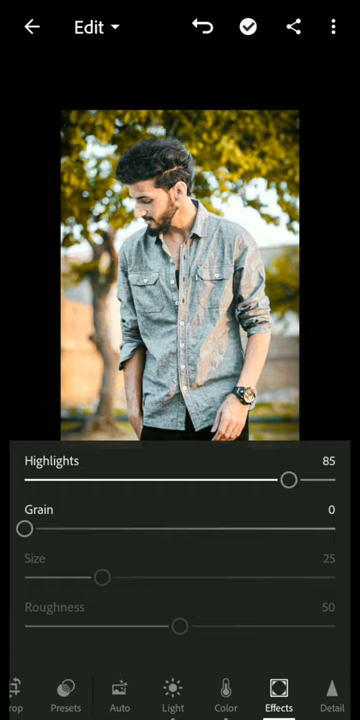 Edit
Highlights 85
Grain 0
Size 25
Roughness 50
rop Presets Auto Light Color Effects Detail